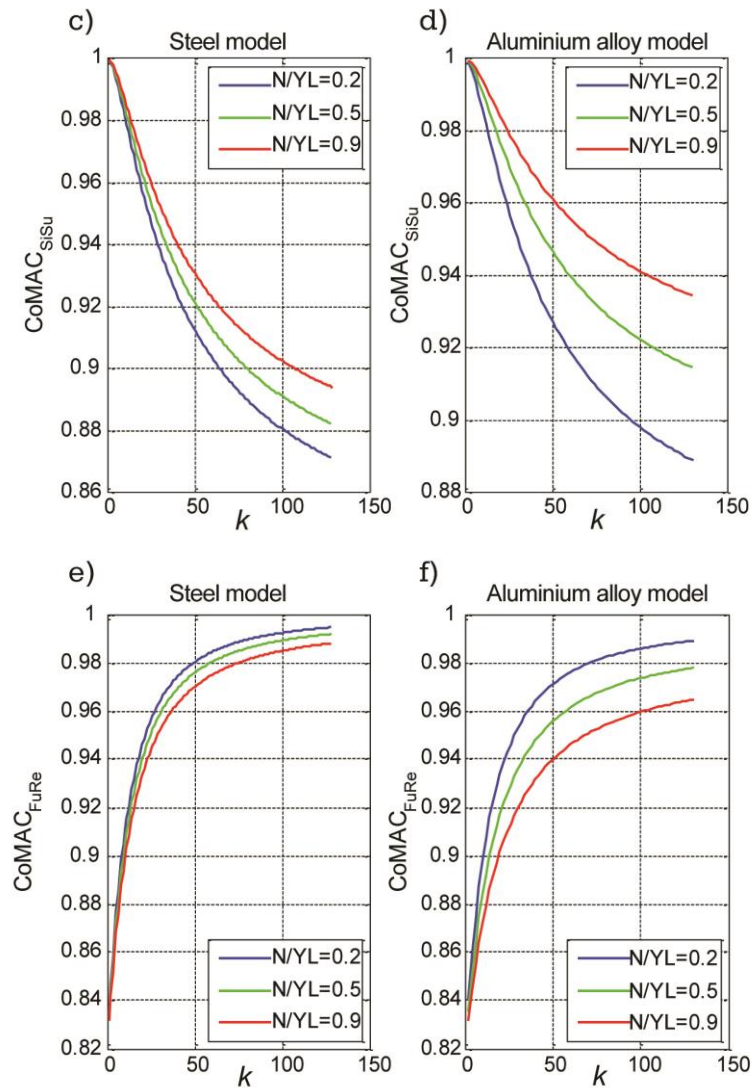 c)
Steel model
CoMAC_SiSu
1
0.98
0.96
0.94
0.92
0.9
0.88
0.86
N/YL=0.2
N/YL=0.5
N/YL=0.9
0
50
100
150
k
d)
Aluminium alloy model
CoMAC_SiSu
1
0.98
0.96
0.94
0.92
0.9
0.88
N/YL=0.2
N/YL=0.5
N/YL=0.9
0
50
100
150
k
e)
Steel model
CoMAC_FuRe
1
0.98
0.96
0.94
0.92
0.9
0.88
0.86
0.84
0.82
N/YL=0.2
N/YL=0.5
N/YL=0.9
0
50
100
150
k
f)
Aluminium alloy model
CoMAC_FuRe
1
0.98
0.96
0.94
0.92
0.9
0.88
0.86
0.84
0.82
N/YL=0.2
N/YL=0.5
N/YL=0.9
0
50
100
150
k